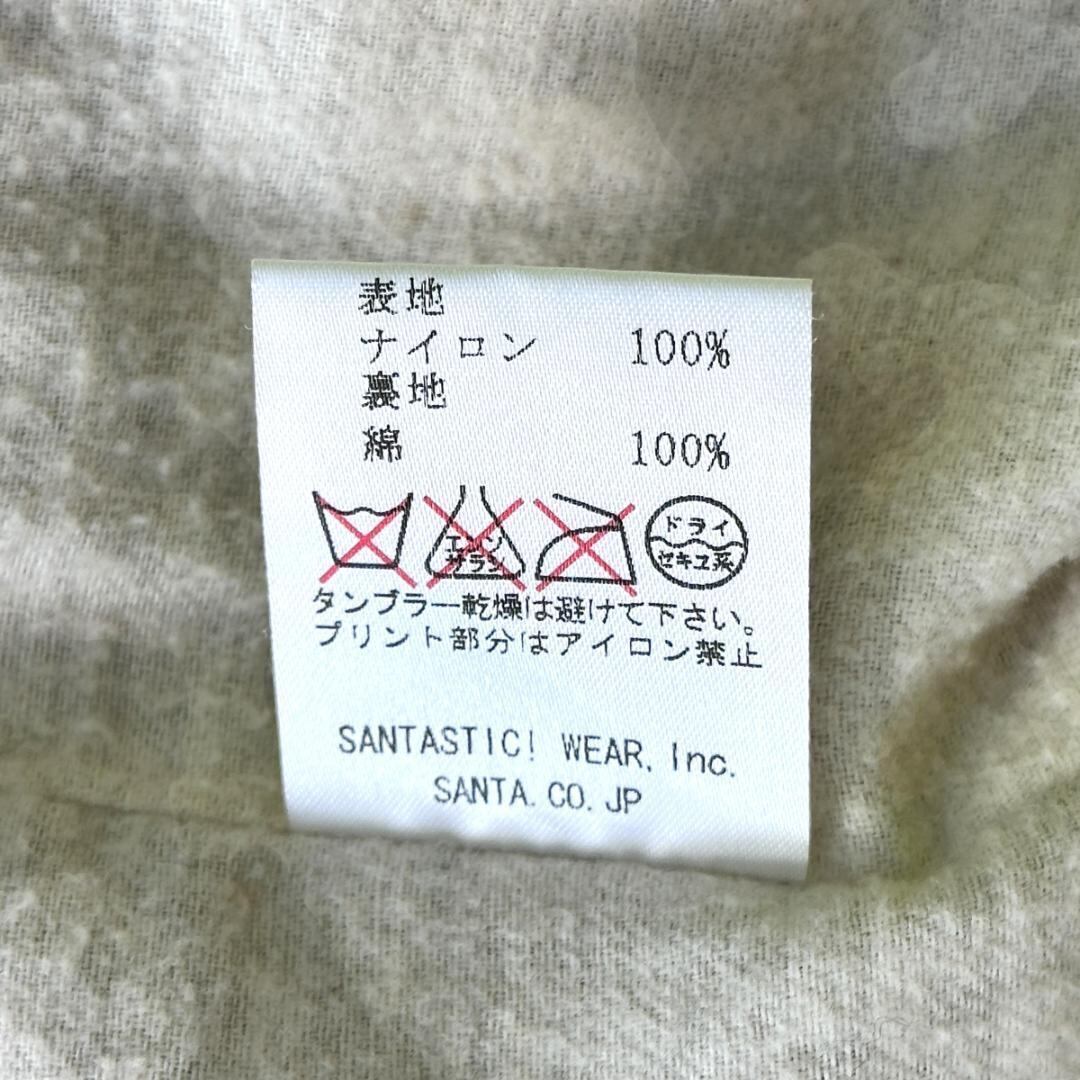 表地
ナイロン 100%
裏地
綿 100%
エンソ
サラシ
ドライ
セキユ系
タンブラー乾燥は避けて下さい。
プリント部分はアイロン禁止
SANTASTIC! WEAR, Inc.
SANTA.CO.JP